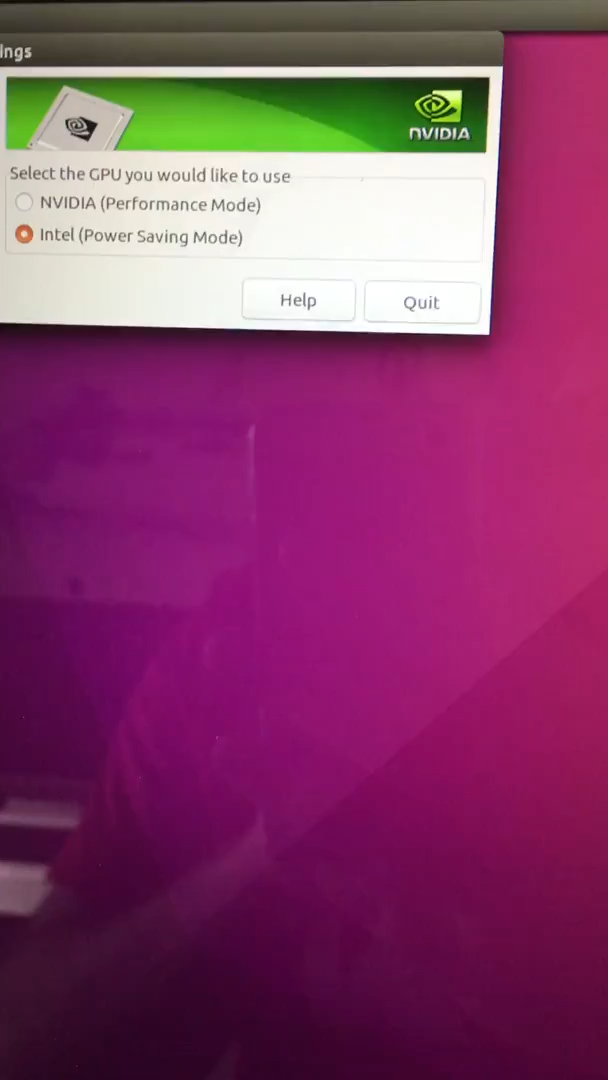 ings
NVIDIA
Select the GPU you would like to use
NVIDIA (Performance Mode)
Intel (Power Saving Mode)
Help
Quit